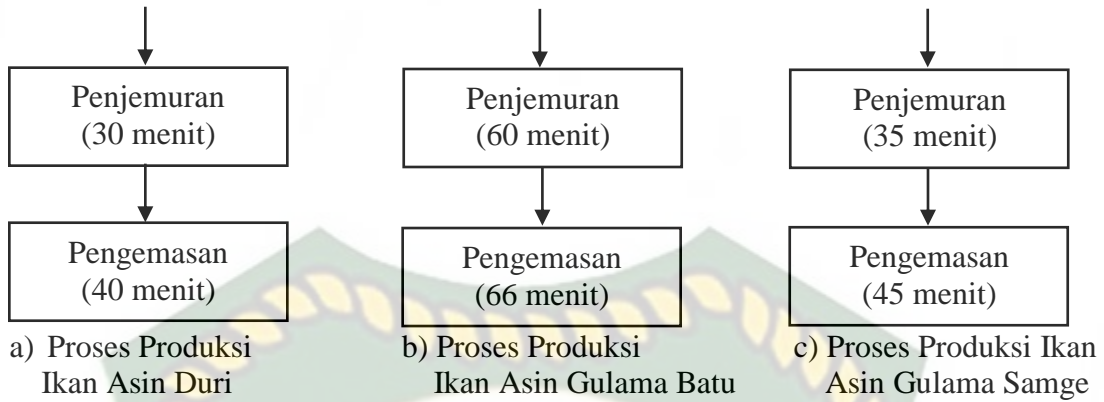 Penjemuran
(30 menit)
Penjemuran
(60 menit)
Penjemuran
(35 menit)
Pengemasan
(40 menit)
Pengemasan
(66 menit)
Pengemasan
(45 menit)
a) Proses Produksi
Ikan Asin Duri
b) Proses Produksi
Ikan Asin Gulama Batu
c) Proses Produksi Ikan
Asin Gulama Samge